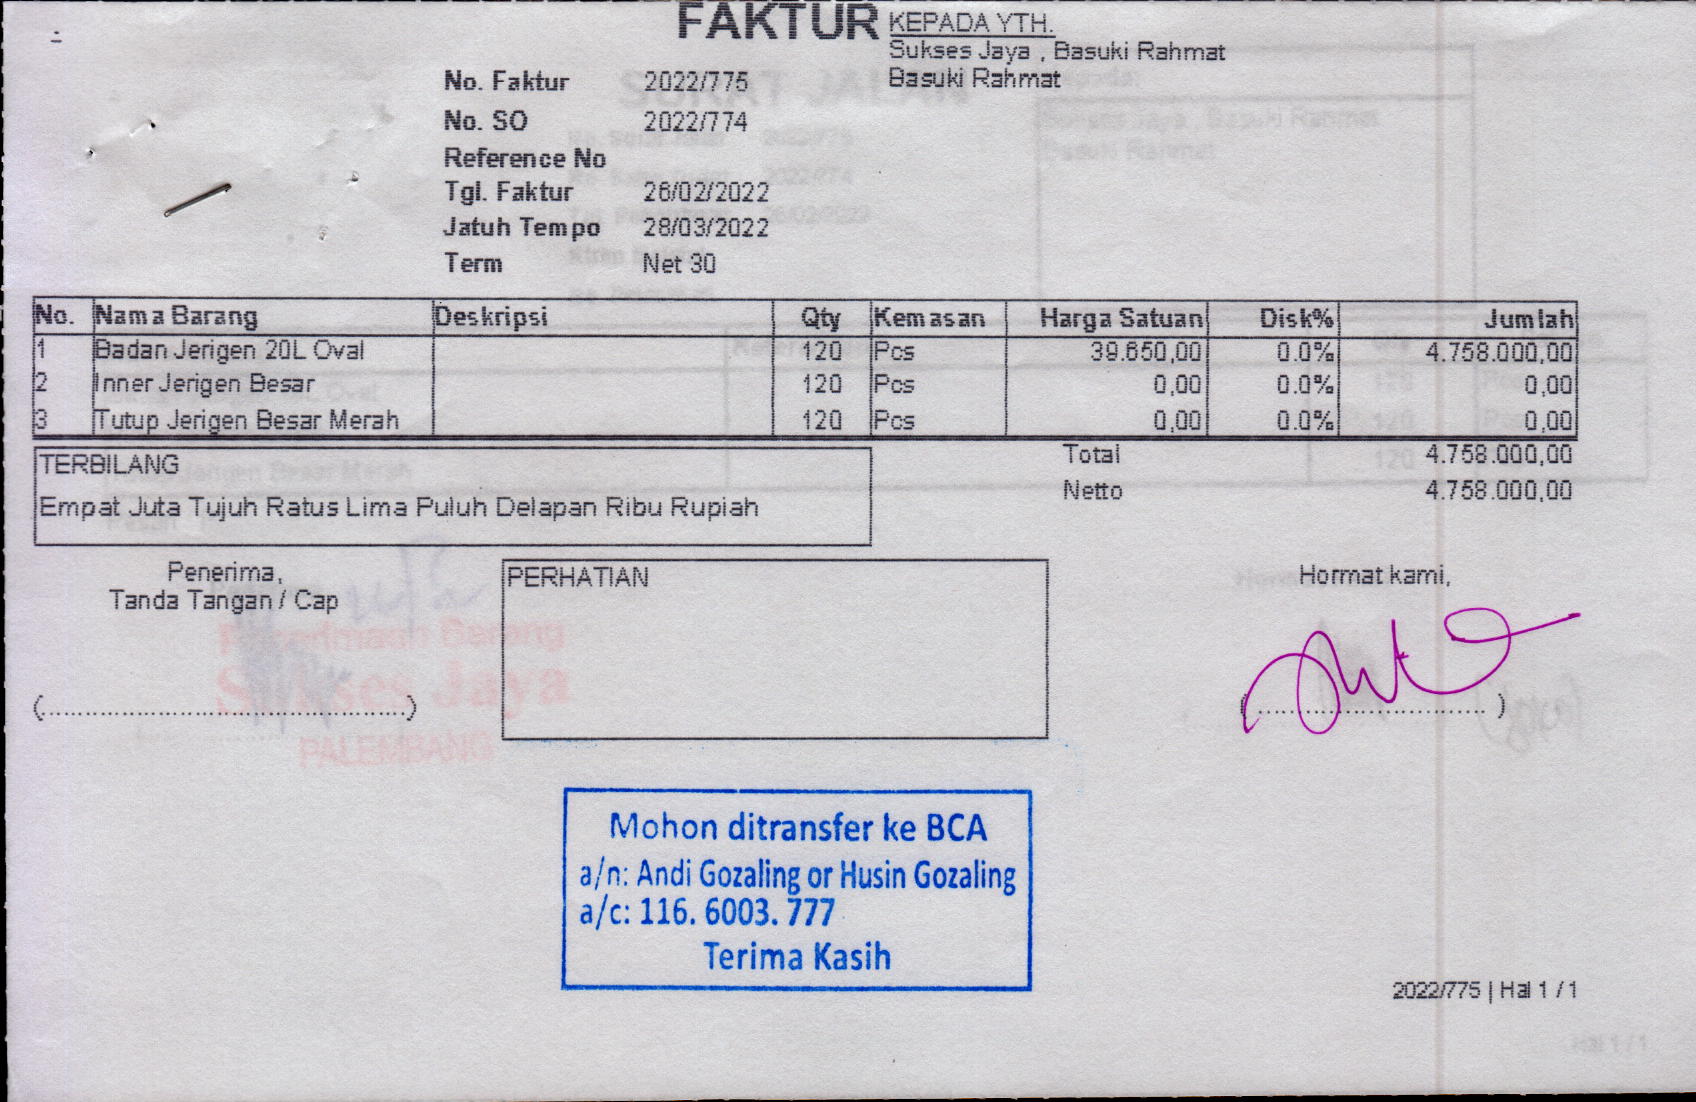 FAKTUR
KEPADA YTH.
Sukses Jaya , Basuki Rahmat
Basuki Rahmat
No. Faktur 2022/775
No. SO 2022/774
Reference No
Tgl. Faktur 26/02/2022
Jatuh Tempo 28/03/2022
Term Net 30
No. Nama Barang Deskripsi Qty Kemasan Harga Satuan Disk% Jumlah
1 Badan Jerigen 20L Oval 120 Pcs 39.650,00 0.0% 4.758.000,00
2 Inner Jerigen Besar 120 Pcs 0,00 0.0% 0,00
3 Tutup Jerigen Besar Merah 120 Pcs 0,00 0.0% 0,00
Total 4.758.000,00
Netto 4.758.000,00
TERBILANG
Empat Juta Tujuh Ratus Lima Puluh Delapan Ribu Rupiah
Penerima,
Tanda Tangan / Cap
(............................................)
PERHATIAN
Hormat kami,
(..............................)
Penerimaan Barang
Sukses Jaya
PALEMBANG
Mohon ditransfer ke BCA
a/n: Andi Gozaling or Husin Gozaling
a/c: 116. 6003. 777
Terima Kasih
2022/775 | Hal 1 / 1
Hal 1 / 1